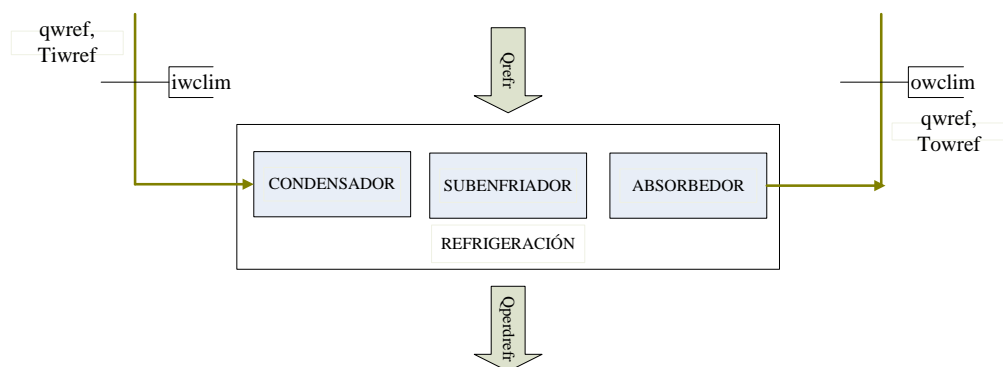 qwref,
Tiwref
iwclim
Qrefr
owclim
qwref,
Towref
CONDENSADOR
SUBENFRIADOR
ABSORBEDOR
REFRIGERACIÓN
Qperdrefr